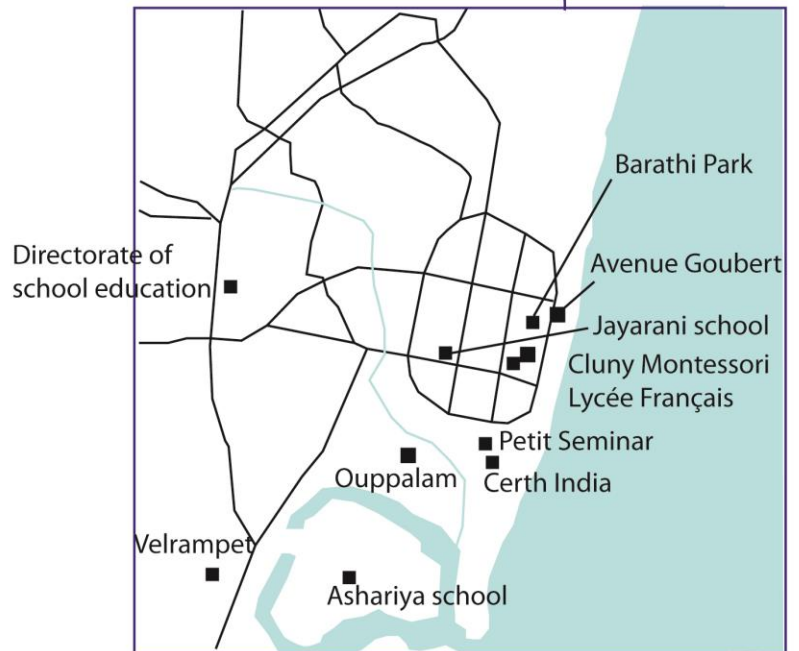 Barathi Park
Directorate of
school education
Avenue Goubert
Jayarani school
Cluny Montessori
Lycée Français
Petit Seminar
Ouppalam
Certh India
Velrampet
Ashariya school